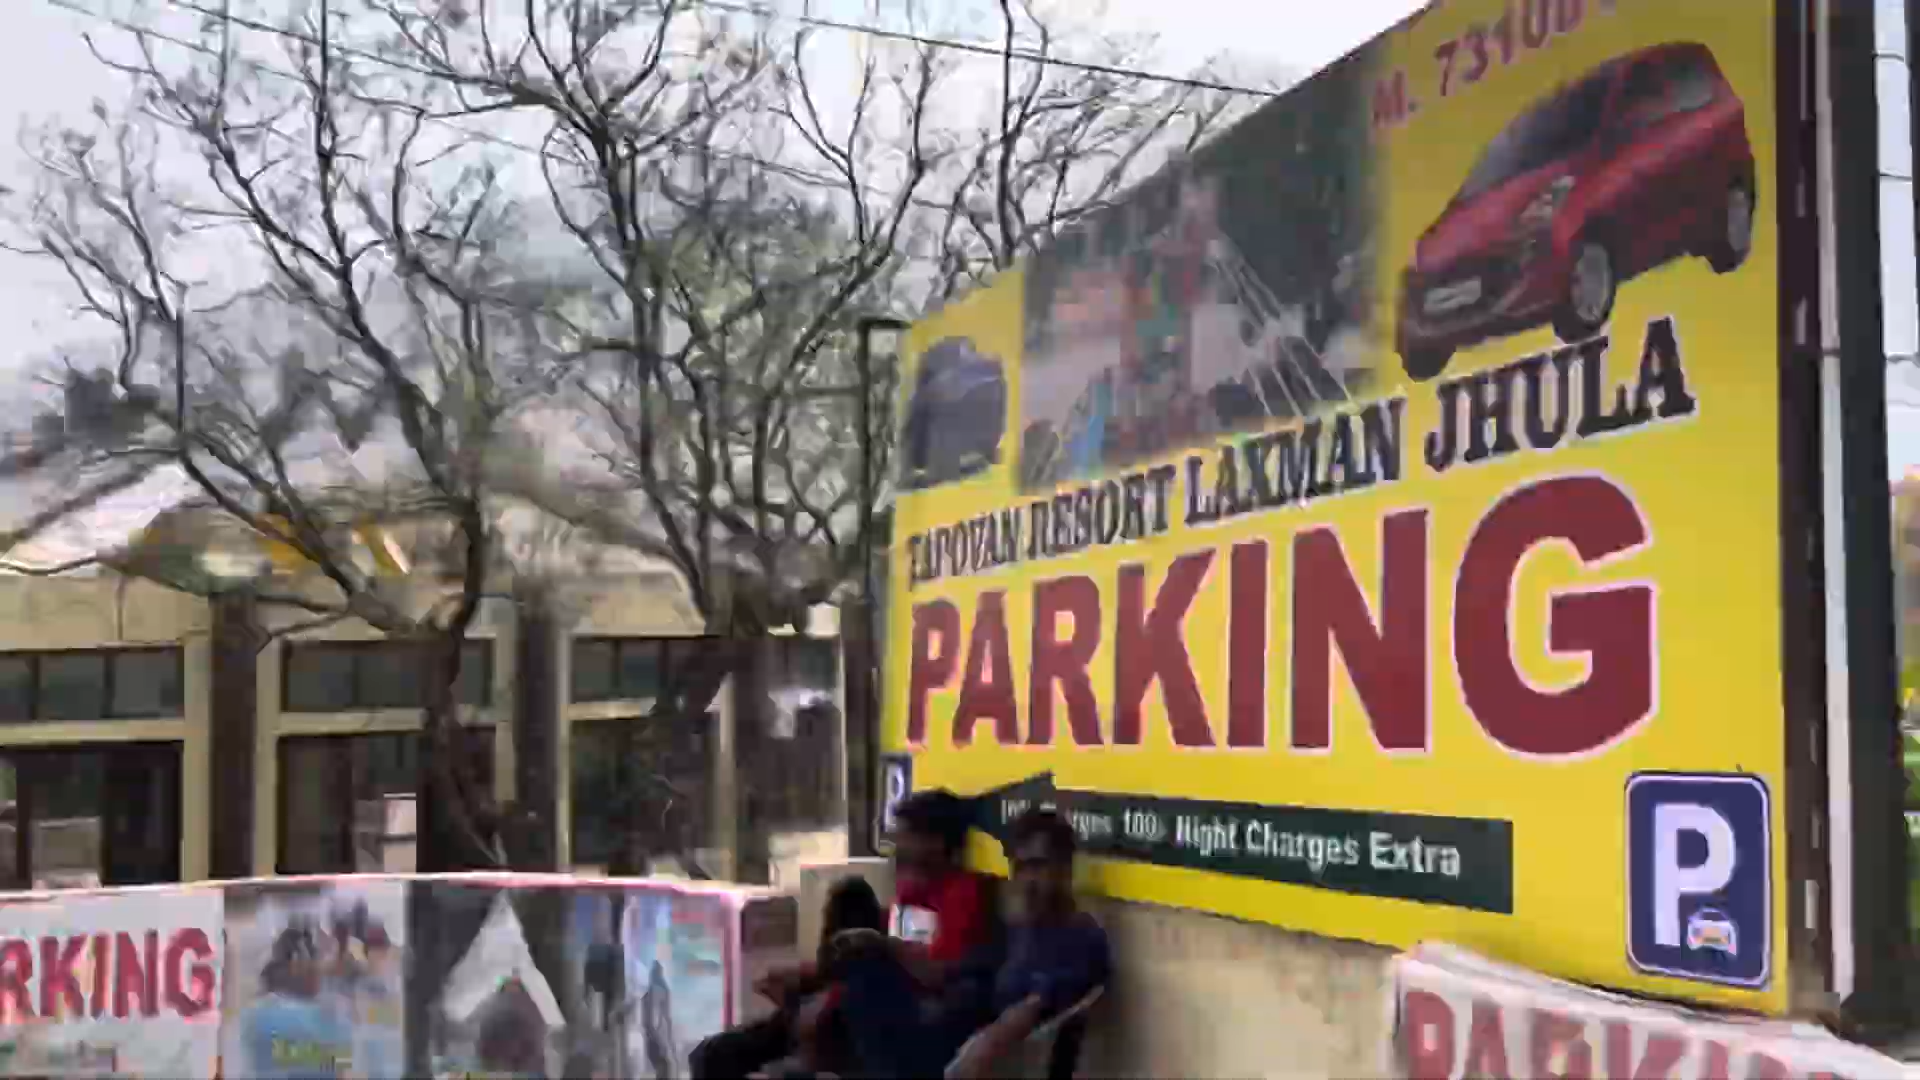 M. 7310
TAPOVAN RESORT LAXMAN JHULA
PARKING
100 Night Charges Extra
P
P
RKING
PARKI